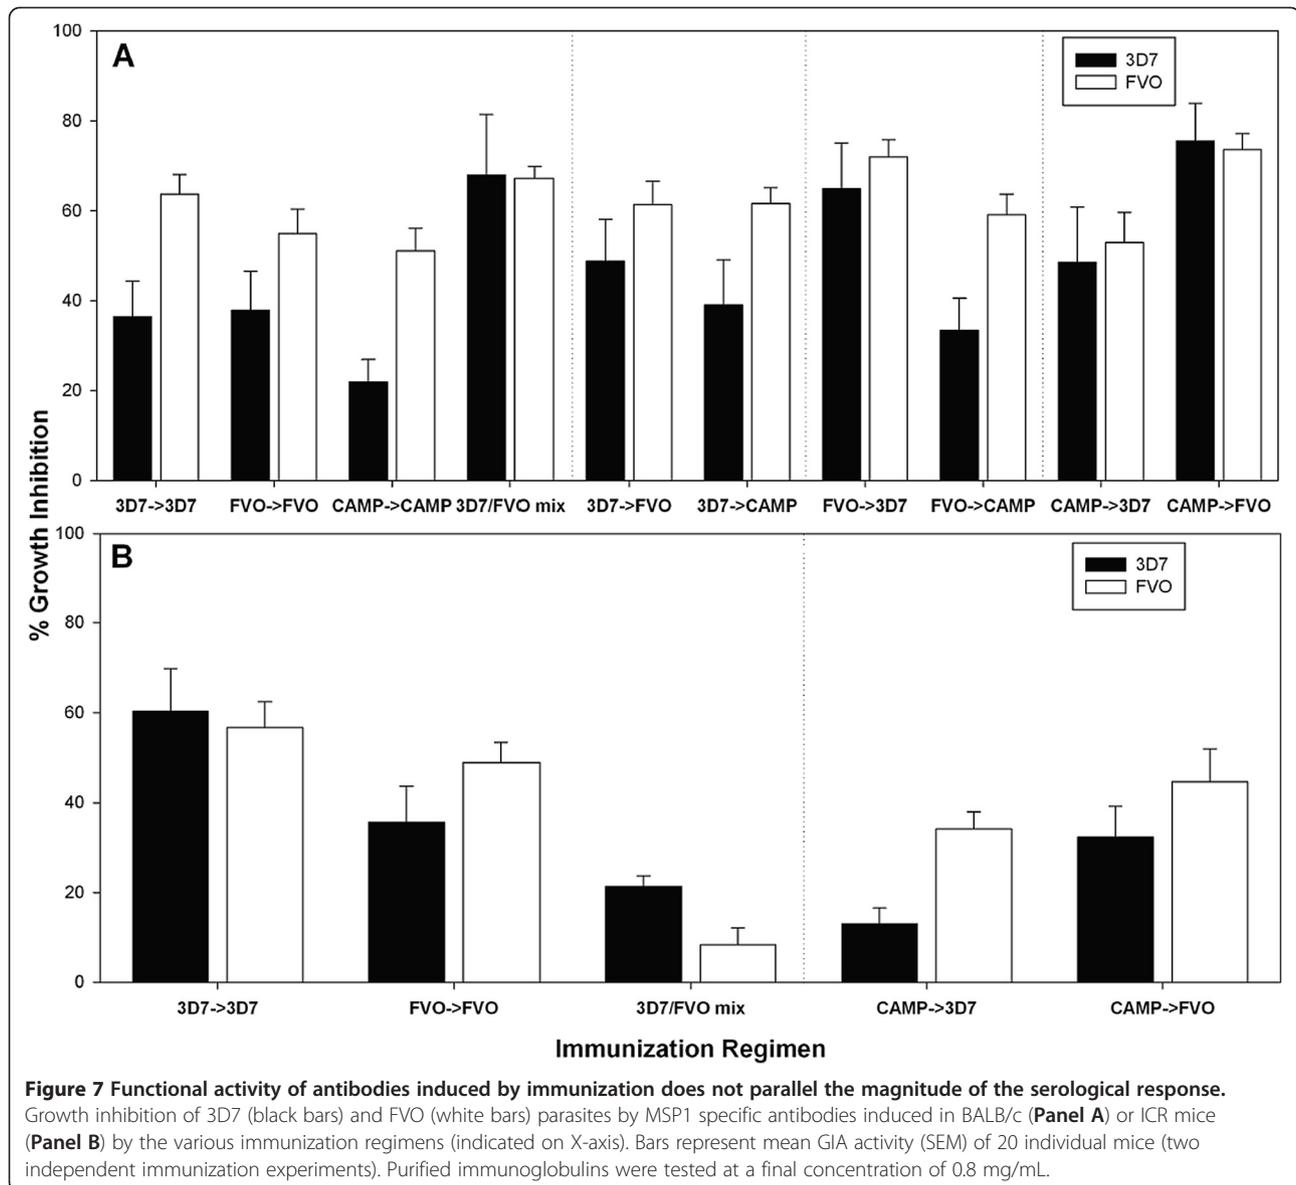 100
A
3D7
FVO
80
60
40
20
0
3D7->3D7 FVO->FVO CAMP->CAMP 3D7/FVO mix 3D7->FVO 3D7->CAMP FVO->3D7 FVO->CAMP CAMP->3D7 CAMP->FVO
% Growth Inhibition
100
B
3D7
FVO
80
60
40
20
0
3D7->3D7 FVO->FVO 3D7/FVO mix CAMP->3D7 CAMP->FVO
Immunization Regimen
Figure 7 Functional activity of antibodies induced by immunization does not parallel the magnitude of the serological response.
Growth inhibition of 3D7 (black bars) and FVO (white bars) parasites by MSP1 specific antibodies induced in BALB/c (Panel A) or ICR mice
(Panel B) by the various immunization regimens (indicated on X-axis). Bars represent mean GIA activity (SEM) of 20 individual mice (two
independent immunization experiments). Purified immunoglobulins were tested at a final concentration of 0.8 mg/mL.